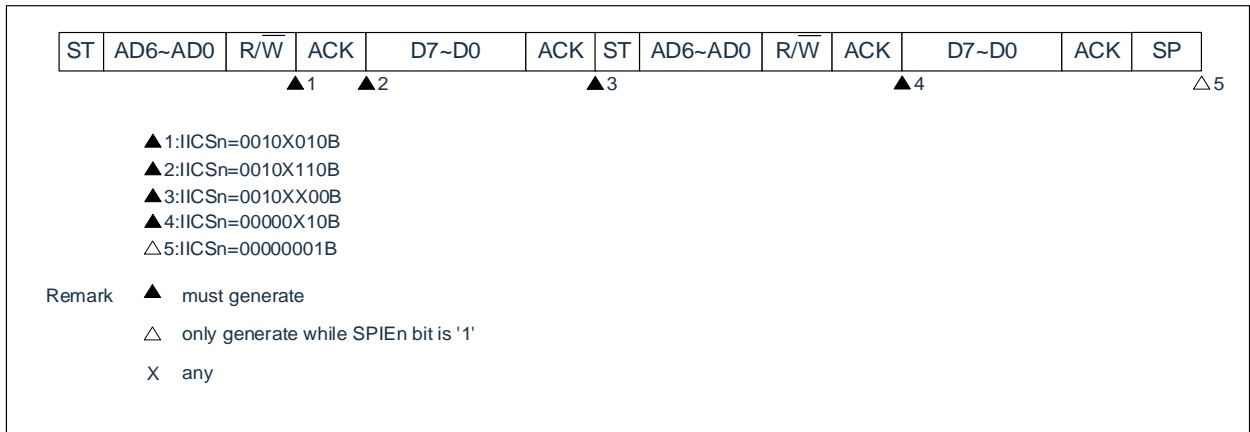 ST AD6~AD0 R/W̅ ACK D7~D0 ACK ST AD6~AD0 R/W̅ ACK D7~D0 ACK SP
▲1 ▲2 ▲3 ▲4 △5
▲1:IICSn=0010X010B
▲2:IICSn=0010X110B
▲3:IICSn=0010XX00B
▲4:IICSn=00000X10B
△5:IICSn=00000001B
Remark ▲ must generate
△ only generate while SPIEn bit is '1'
X any